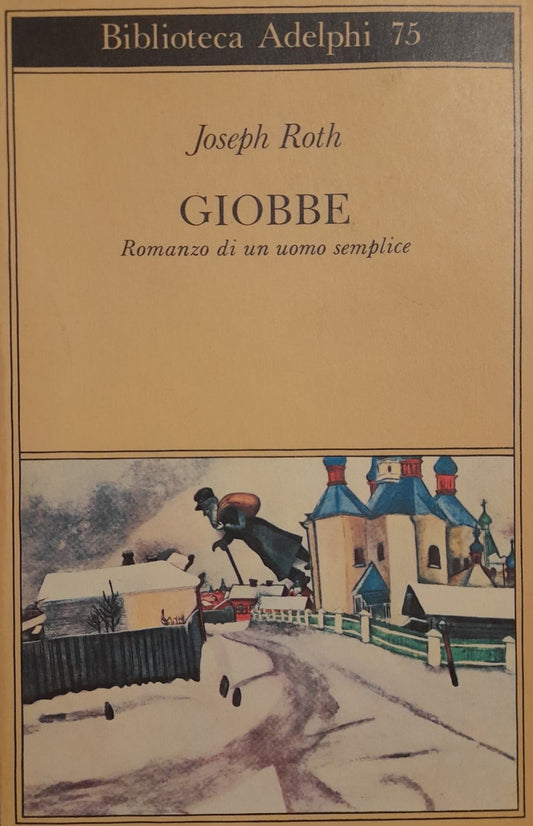 Biblioteca Adelphi 75
Joseph Roth
GIOBBE
Romanzo di un uomo semplice